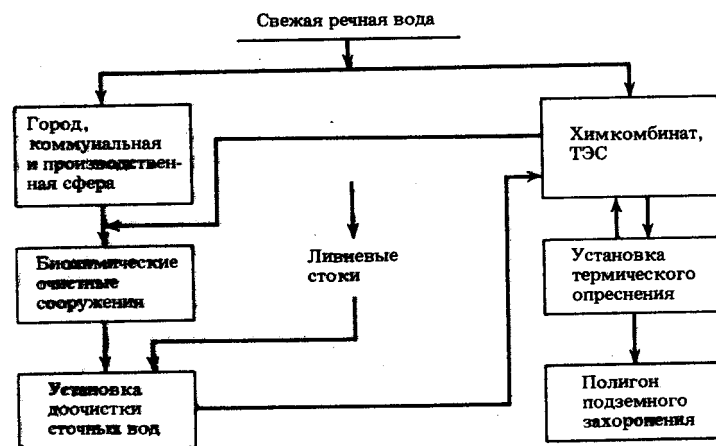 Свежая речная вода
Город,
коммунальная
и производствен-
ная сфера
Химкомбинат,
ТЭС
Биохимические
очистные
сооружения
Ливневые
стоки
Установка
термического
опреснения
Установка
доочистки
сточных вод
Полигон
подземного
захоронения